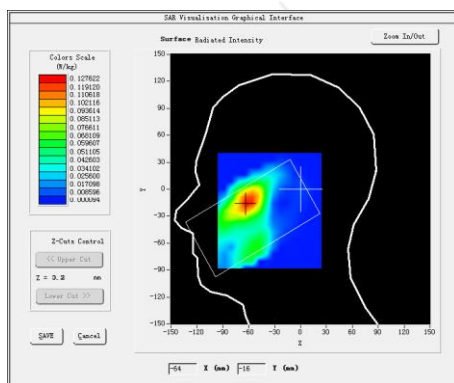 SAR Visualisation Graphical Interface
Surface Radiated Intensity
Zoom In/Out
Colors Scale
(W/kg)
0.127622
0.119120
0.110618
0.102116
0.093614
0.085113
0.076611
0.068109
0.059607
0.051105
0.042603
0.034102
0.025600
0.017098
0.008596
0.000094
Z-Cuts Control
<< Upper Cut
Z = 3.2 mm
Lower Cut >>
SAVE
Cancel
150
120
90
60
30
0
-30
-60
-90
-120
-150
Y
-150 -120 -90 -60 -30 0 30 60 90 120 150
X
-64 X (mm) -16 Y (mm)